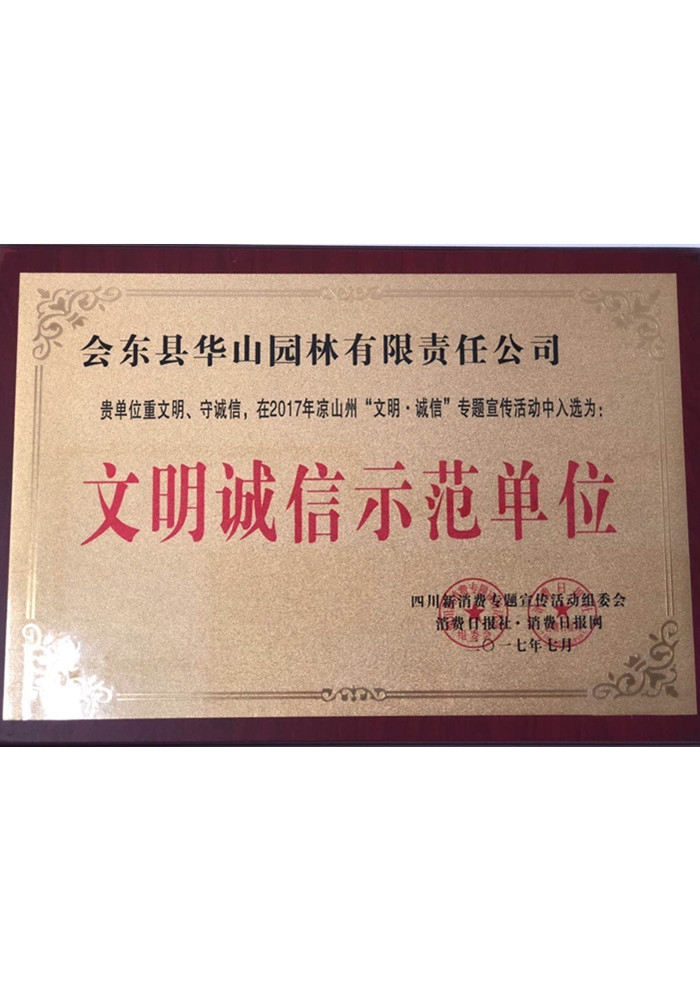 会东县华山园林有限责任公司
贵单位重文明、守诚信，在2017年凉山州“文明·诚信”专题宣传活动中入选为：
文明诚信示范单位
四川新消费专题宣传活动组委会
消费日报社·消费日报网
二〇一七年七月